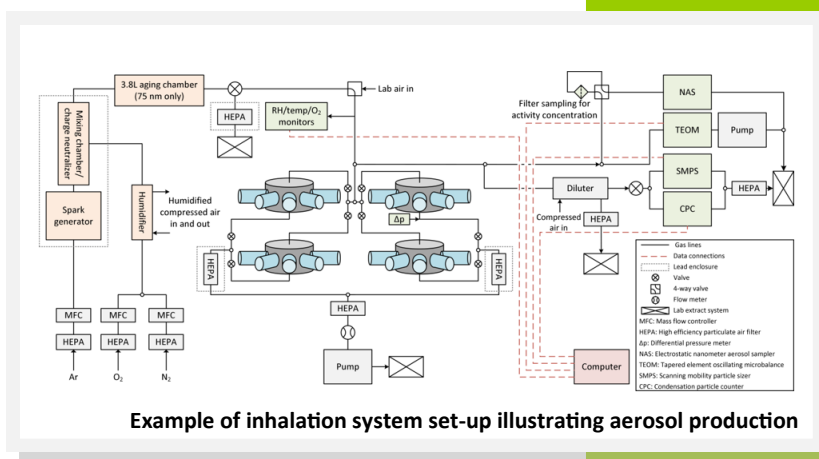 3.8L aging chamber
(75 nm only)
Lab air in
RH/temp/O₂
monitors
HEPA
Mixing chamber/
charge neutralizer
Spark
generator
Humidifier
Humidified
compressed air
in and out
MFC
MFC
MFC
HEPA
HEPA
HEPA
Ar
O₂
N₂
HEPA
HEPA
Δp
HEPA
Pump
Filter sampling for
activity concentration
NAS
TEOM
Pump
SMPS
CPC
HEPA
Diluter
Compressed
air in
HEPA
Computer
Gas lines
Data connections
Lead enclosure
Valve
4-way valve
Flow meter
Lab extract system
MFC: Mass flow controller
HEPA: High efficiency particulate air filter
Δp: Differential pressure meter
NAS: Electrostatic nanometer aerosol sampler
TEOM: Tapered element oscillating microbalance
SMPS: Scanning mobility particle sizer
CPC: Condensation particle counter
Example of inhalation system set-up illustrating aerosol production